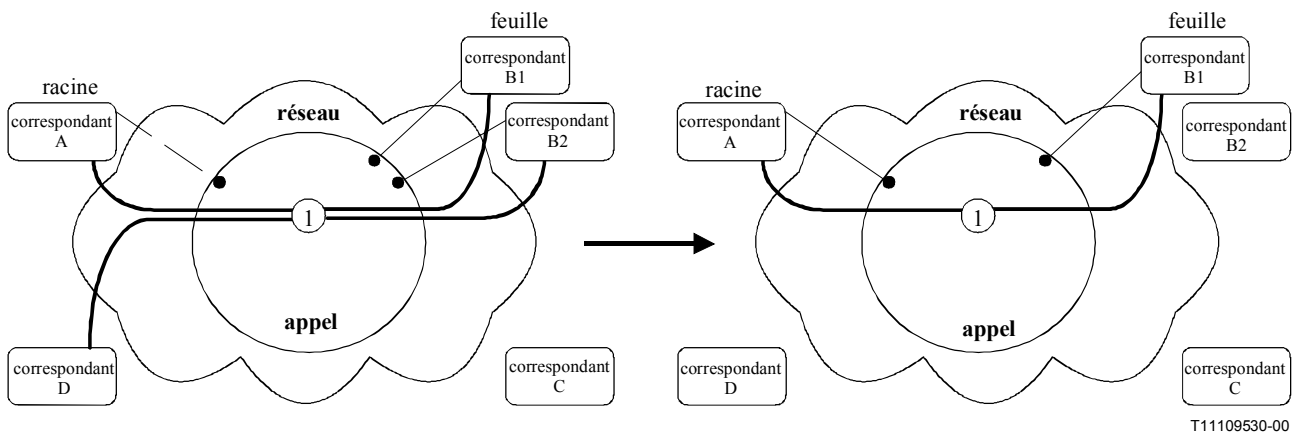 feuille
correspondant
B1
racine
réseau
correspondant
A
correspondant
B2
1
appel
correspondant
D
correspondant
C
feuille
correspondant
B1
racine
réseau
correspondant
A
correspondant
B2
1
appel
correspondant
D
correspondant
C
T11109530-00